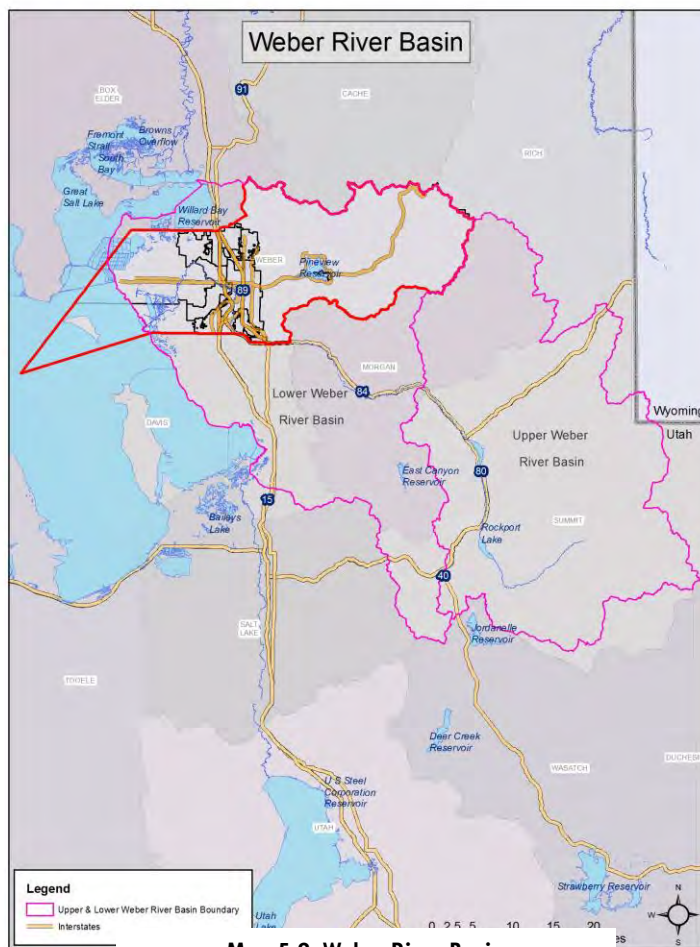 Weber River Basin
91
BOX
ELDER
CACHE
Fremont
Strait
Browns
Overflow
South
Bay
RICH
Great
Salt Lake
Willard Bay
Reservoir
WEBER
Pineview
Reservoir
89
MORGAN
Lower Weber
River Basin
84
Wyoming
Utah
Upper Weber
River Basin
DAVIS
East Canyon
Reservoir
80
15
Baileys
Lake
Rockport
Lake
SUMMIT
40
SALT
LAKE
Jordanelle
Reservoir
TOOELE
Deer Creek
Reservoir
WASATCH
U S Steel
Corporation
Reservoir
UTAH
Strawberry Reservoir
Legend
Upper & Lower Weber River Basin Boundary
Interstates
Utah
Lake
0 2.5 5 10 15 20
N
W E
S